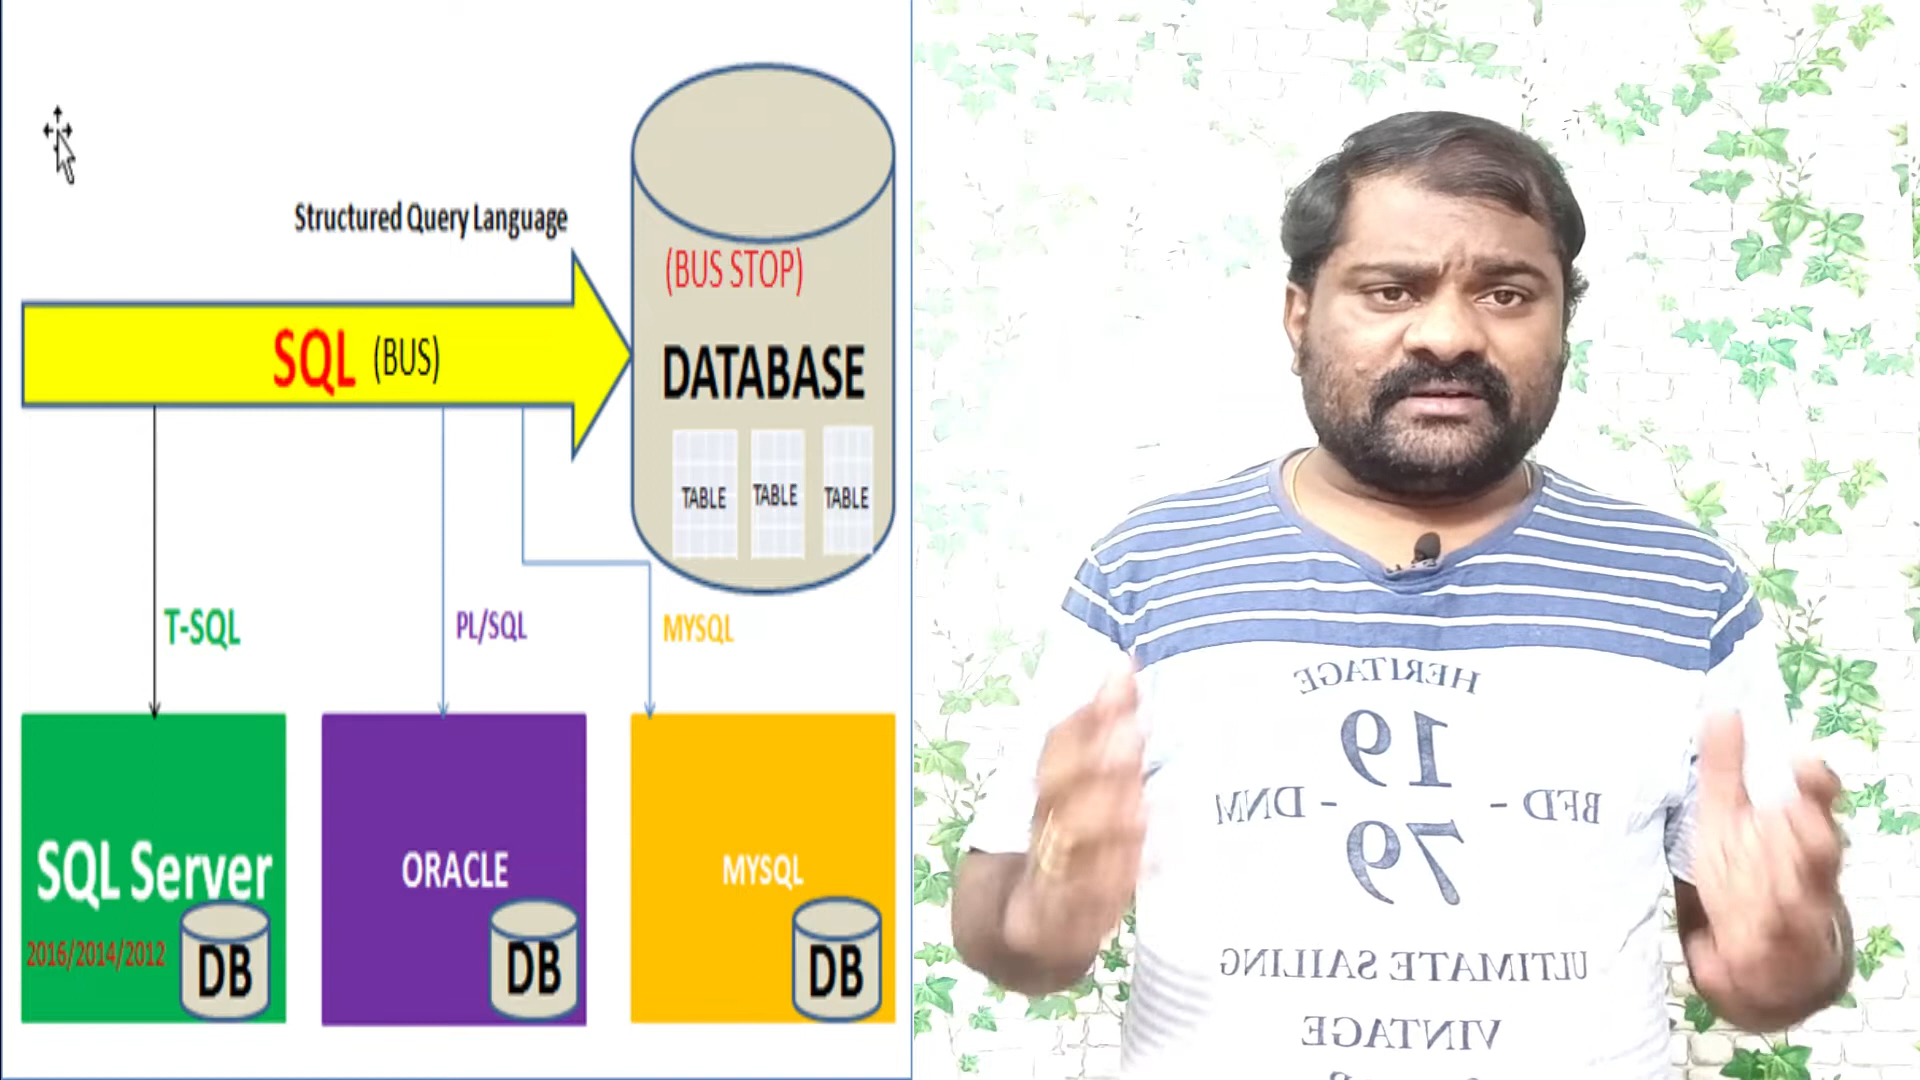 Structured Query Language
SQL (BUS)
(BUS STOP)
DATABASE
TABLE TABLE TABLE
T-SQL PL/SQL MYSQL
SQL Server
2016/2014/2012
DB
ORACLE
DB
MYSQL
DB
HERITAGE
19
BFD - DNM -
79
ULTIMATE SAILING
VINTAGE